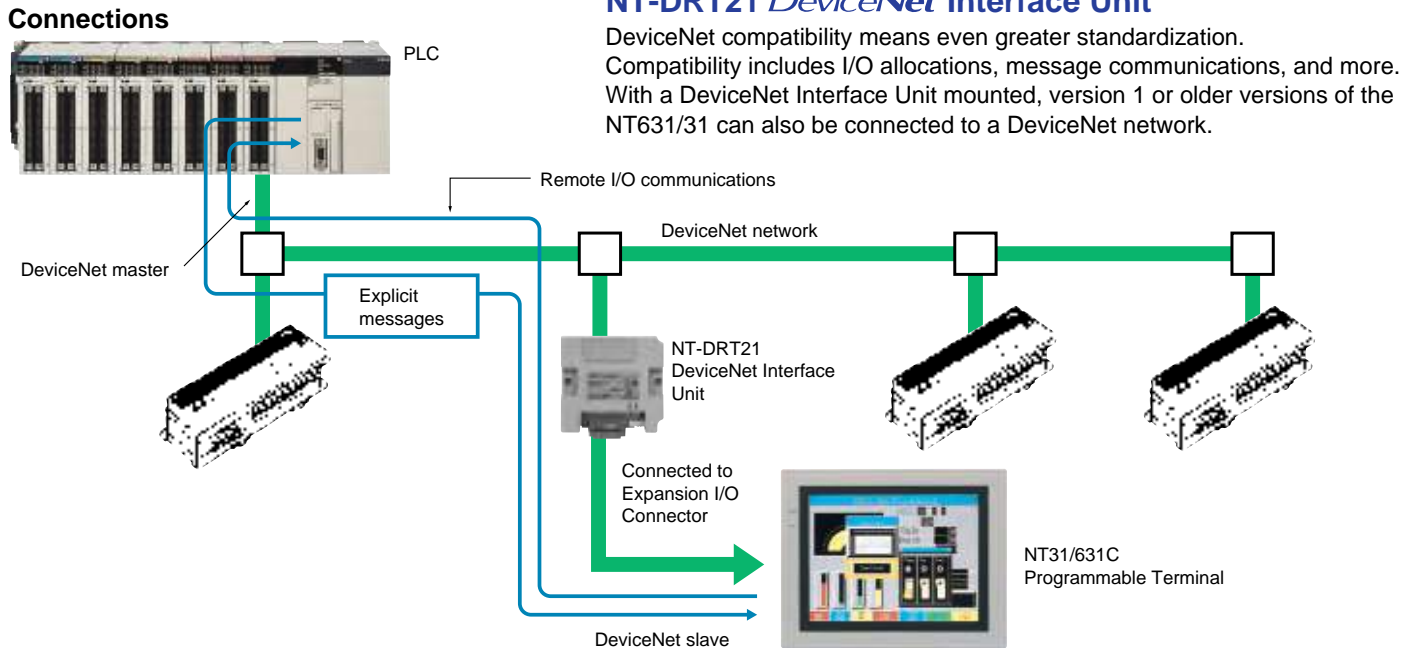 Connections
NT-DRT21 DeviceNet Interface Unit
DeviceNet compatibility means even greater standardization.
Compatibility includes I/O allocations, message communications, and more.
With a DeviceNet Interface Unit mounted, version 1 or older versions of the
NT631/31 can also be connected to a DeviceNet network.
PLC
Remote I/O communications
DeviceNet network
DeviceNet master
Explicit
messages
NT-DRT21
DeviceNet Interface
Unit
Connected to
Expansion I/O
Connector
NT31/631C
Programmable Terminal
DeviceNet slave